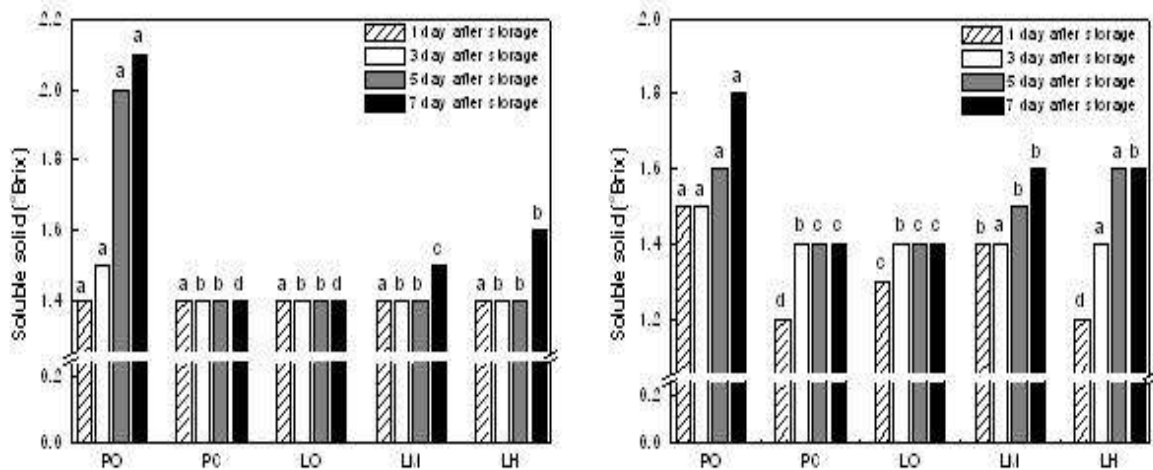 Soluble solid (°Brix)
2.2
2.0
1.8
1.6
1.4
0.2
0.0
1 day after storage
3 day after storage
5 day after storage
7 day after storage
a a a a
a b b d
a b b d
a b b c
a b b b
PO PC LO LM LH
Soluble solid (°Brix)
2.0
1.8
1.6
1.4
1.2
0.2
0.0
1 day after storage
3 day after storage
5 day after storage
7 day after storage
a a a a
d b c c
c b c c
b a b b
d a a b
PO PC LO LM LH